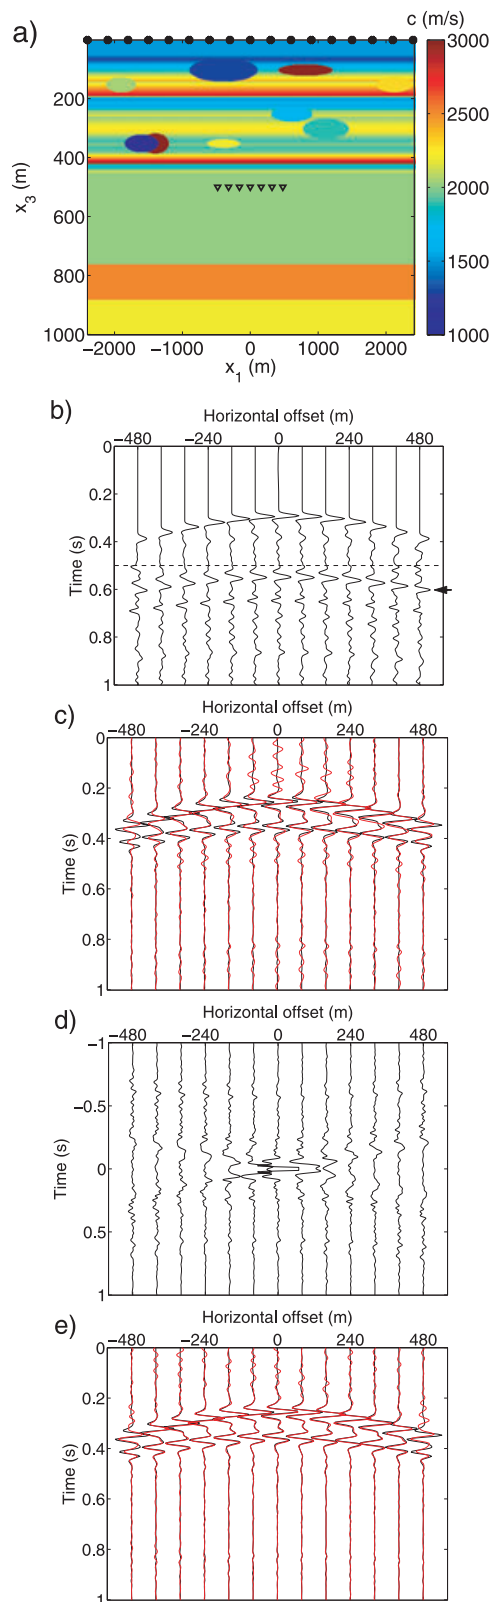 a)
c (m/s)
3000
2500
2000
1500
1000
200
400
600
800
1000
x3 (m)
−2000 −1000 0 1000 2000
x1 (m)
b)
Horizontal offset (m)
−480 −240 0 240 480
0
0.2
0.4
0.6
0.8
1
Time (s)
c)
Horizontal offset (m)
−480 −240 0 240 480
0
0.2
0.4
0.6
0.8
1
Time (s)
d)
Horizontal offset (m)
−480 −240 0 240 480
−1
−0.5
0
0.5
1
Time (s)
e)
Horizontal offset (m)
−480 −240 0 240 480
0
0.2
0.4
0.6
0.8
1
Time (s)